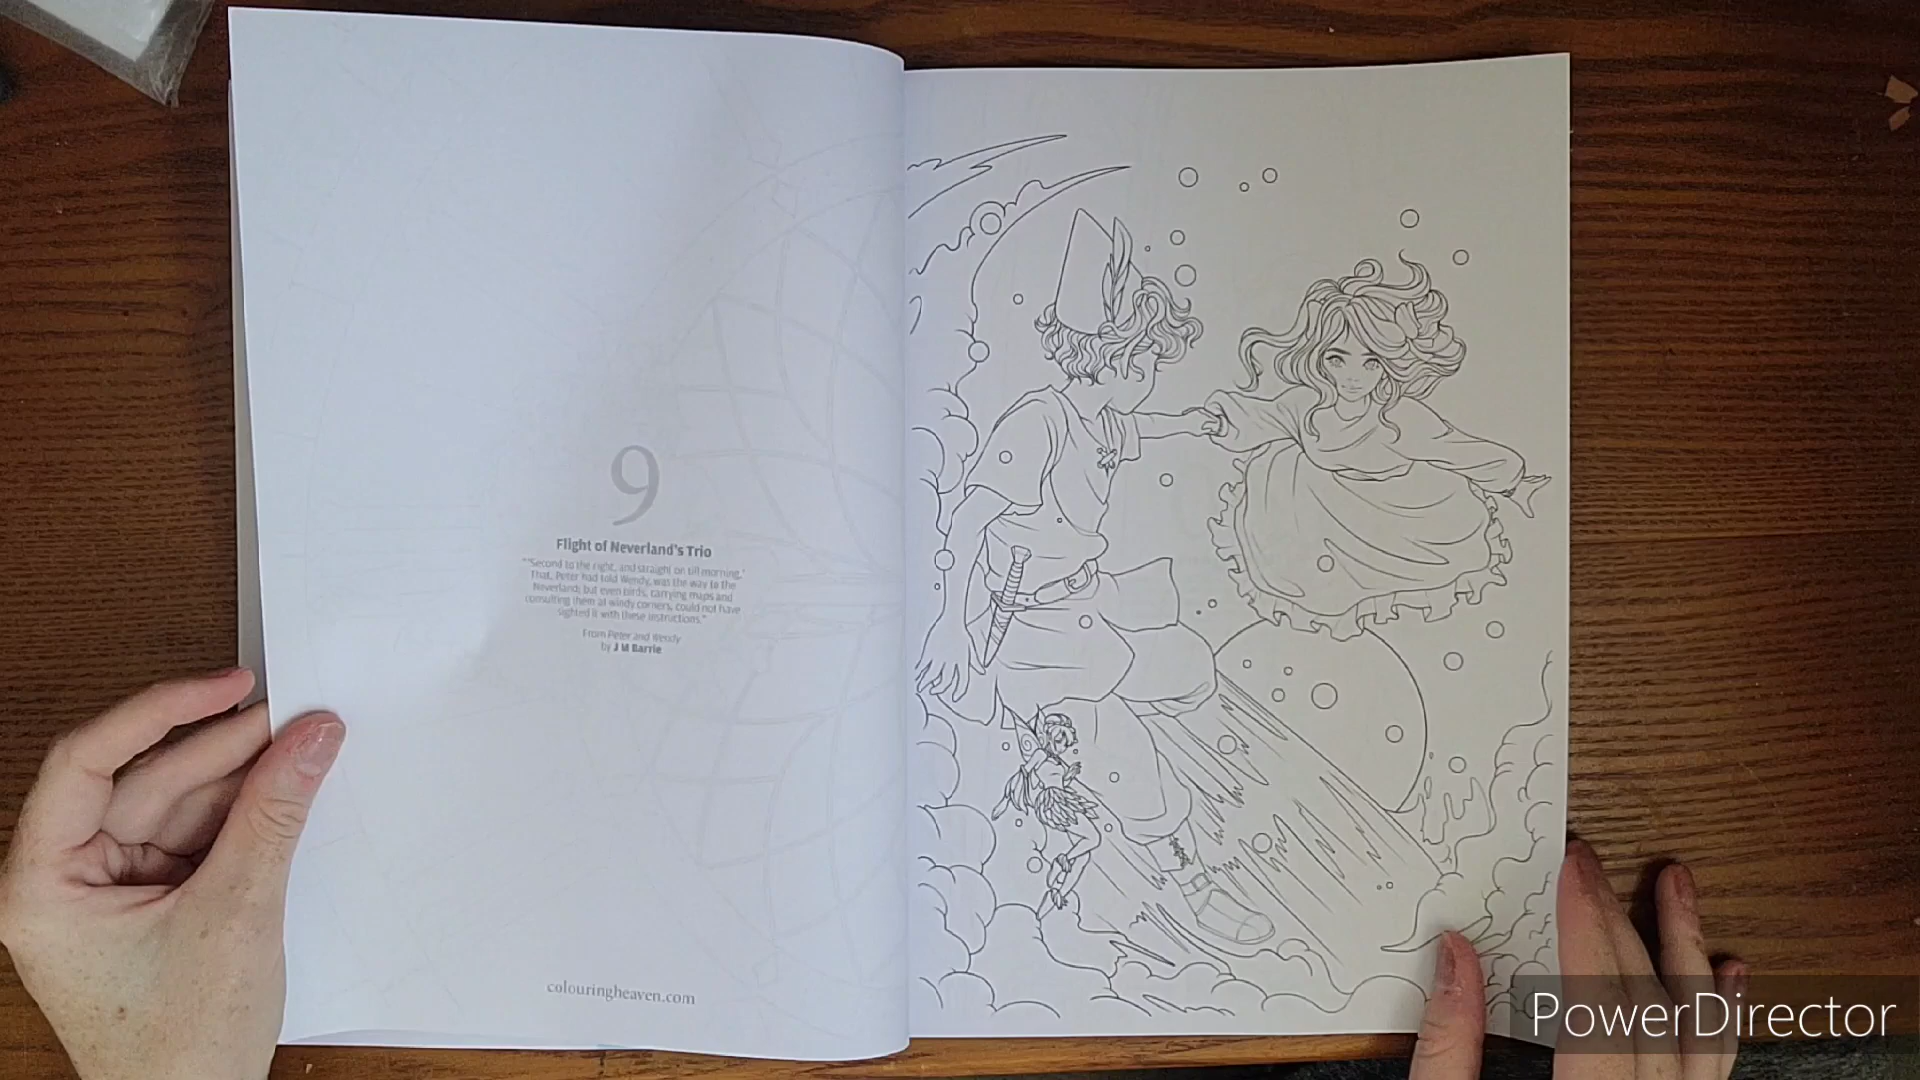 9
Flight of Neverland's Trio
"'Second to the right, and straight on till morning.'
That, Peter had told Wendy, was the way to the
Neverland; but even birds, carrying maps and
consulting them at windy corners, could not have
sighted it with these instructions."
From Peter and Wendy
by J M Barrie
colouringheaven.com
PowerDirector